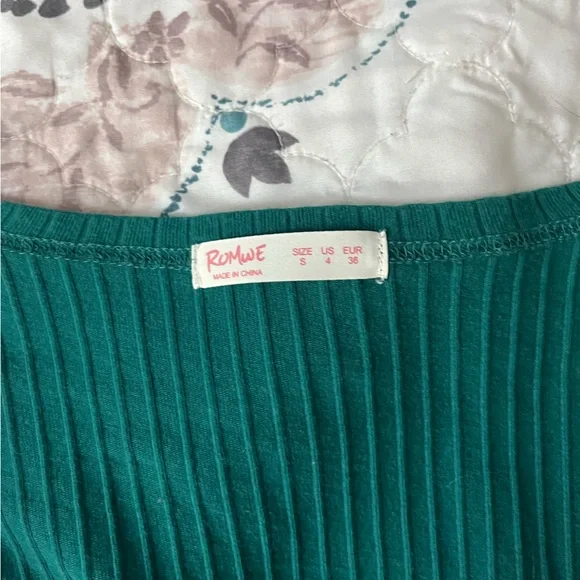 ROMWE
MADE IN CHINA
SIZE US EUR
S 4 36